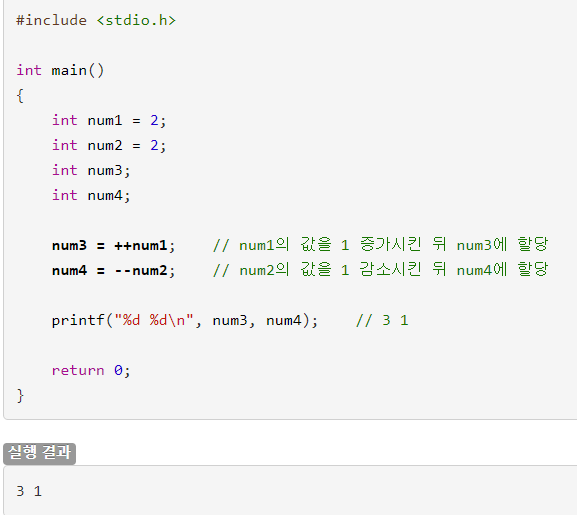 #include <stdio.h>
int main()
{
int num1 = 2;
int num2 = 2;
int num3;
int num4;
num3 = ++num1;    // num1의 값을 1 증가시킨 뒤 num3에 할당
num4 = --num2;    // num2의 값을 1 감소시킨 뒤 num4에 할당
printf("%d %d\n", num3, num4);    // 3 1
return 0;
}
실행 결과
3 1